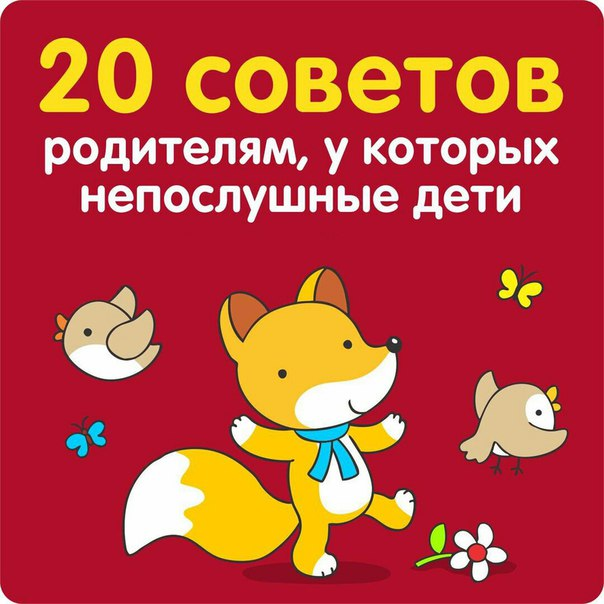 20 советов
родителям, у которых
непослушные дети